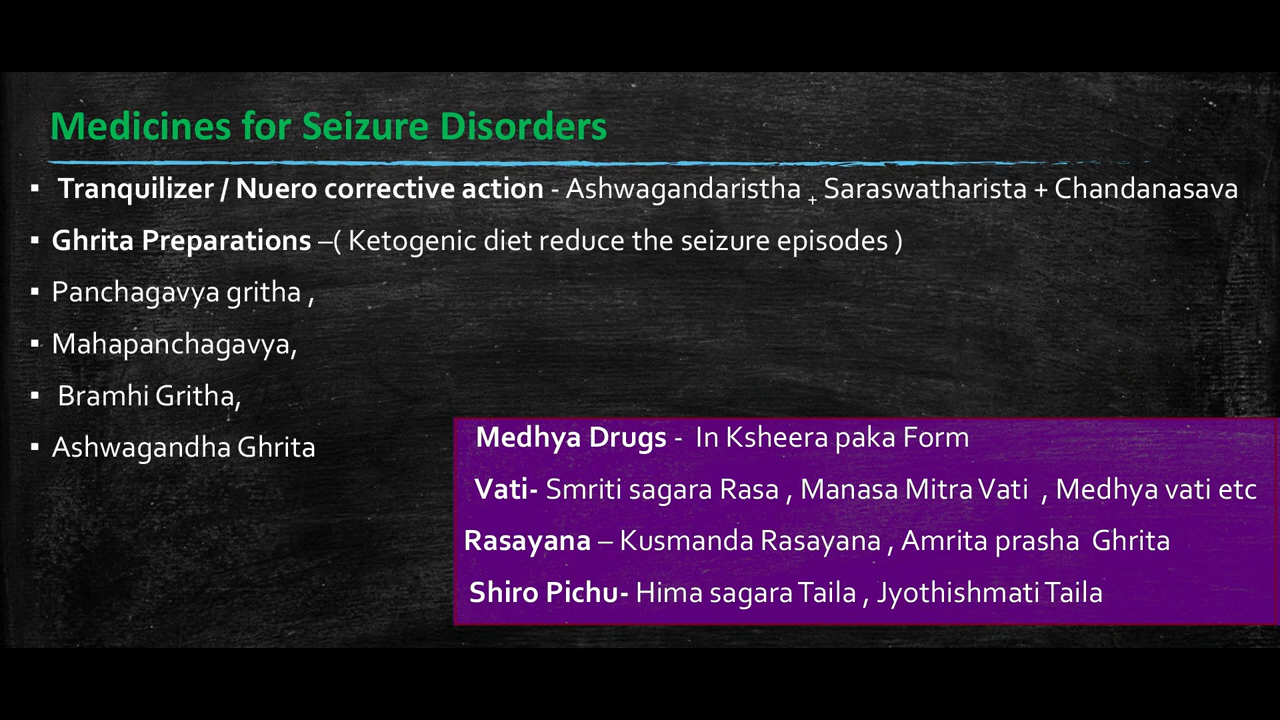 Medicines for Seizure Disorders
▪ Tranquilizer / Nuero corrective action - Ashwagandaristha + Saraswatharista + Chandanasava
▪ Ghrita Preparations –( Ketogenic diet reduce the seizure episodes )
▪ Panchagavya gritha ,
▪ Mahapanchagavya,
▪ Bramhi Gritha,
▪ Ashwagandha Ghrita
Medhya Drugs - In Ksheera paka Form
Vati- Smriti sagara Rasa , Manasa Mitra Vati , Medhya vati etc
Rasayana – Kusmanda Rasayana , Amrita prasha Ghrita
Shiro Pichu- Hima sagara Taila , Jyothishmati Taila